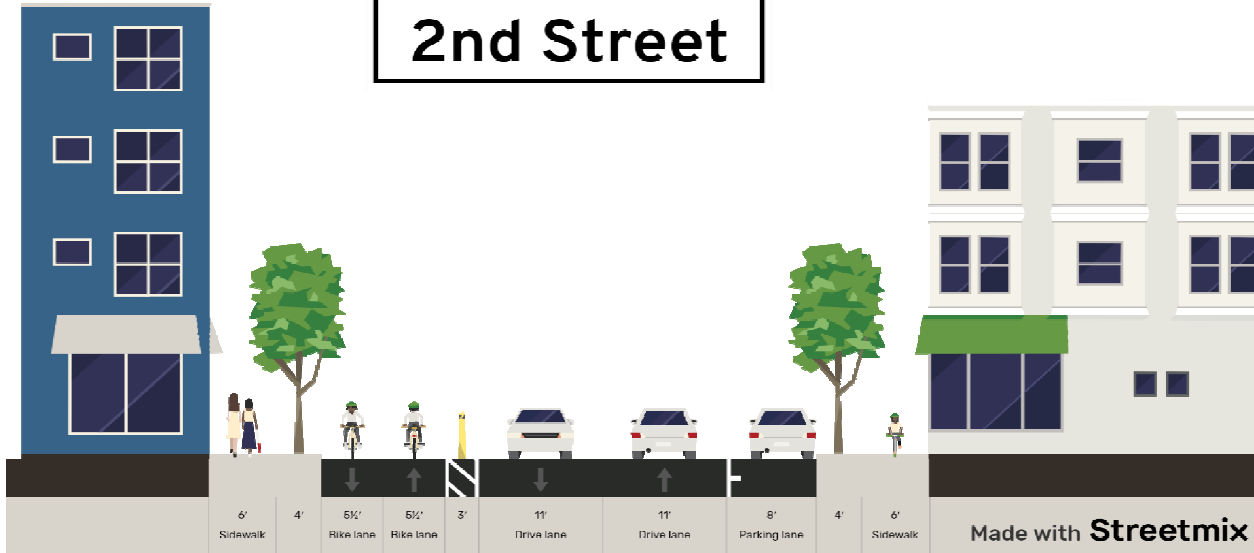 2nd Street
6' 4' 5½' 5½' 3' 11' 11' 8' 4' 6'
Sidewalk Bike lane Bike lane Drive lane Drive lane Parking lane Sidewalk
Made with Streetmix